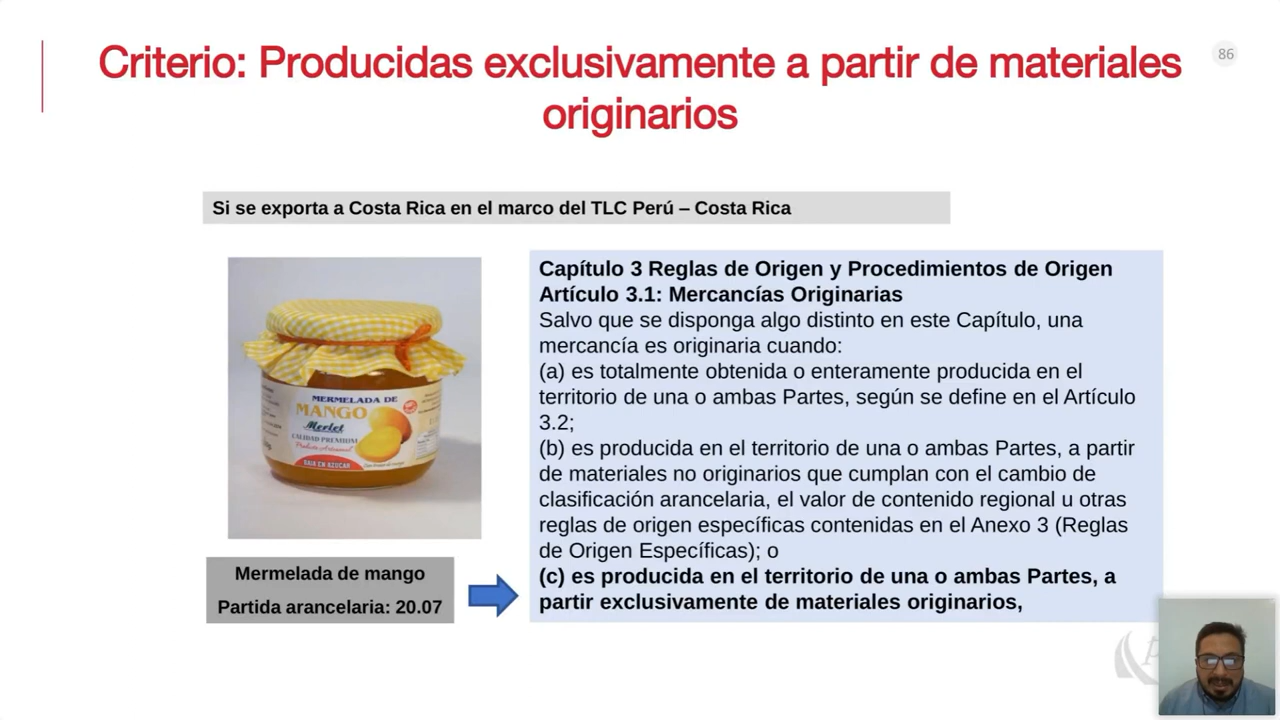 Criterio: Producidas exclusivamente a partir de materiales
originarios
86
Si se exporta a Costa Rica en el marco del TLC Perú – Costa Rica
MERMELADA DE
MANGO
Merlet
CALIDAD PREMIUM
Producto Artesanal
BAJA EN AZUCAR
Mermelada de mango
Partida arancelaria: 20.07
Capítulo 3 Reglas de Origen y Procedimientos de Origen
Artículo 3.1: Mercancías Originarias
Salvo que se disponga algo distinto en este Capítulo, una
mercancía es originaria cuando:
(a) es totalmente obtenida o enteramente producida en el
territorio de una o ambas Partes, según se define en el Artículo
3.2;
(b) es producida en el territorio de una o ambas Partes, a partir
de materiales no originarios que cumplan con el cambio de
clasificación arancelaria, el valor de contenido regional u otras
reglas de origen específicas contenidas en el Anexo 3 (Reglas
de Origen Específicas); o
(c) es producida en el territorio de una o ambas Partes, a
partir exclusivamente de materiales originarios,